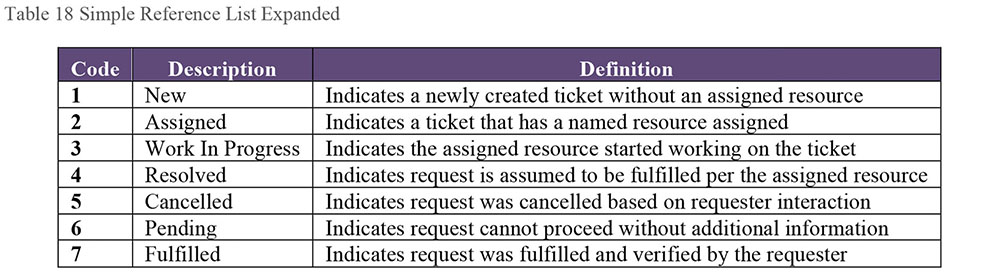 Table 18 Simple Reference List Expanded
Code Description Definition
1 New Indicates a newly created ticket without an assigned resource
2 Assigned Indicates a ticket that has a named resource assigned
3 Work In Progress Indicates the assigned resource started working on the ticket
4 Resolved Indicates request is assumed to be fulfilled per the assigned resource
5 Cancelled Indicates request was cancelled based on requester interaction
6 Pending Indicates request cannot proceed without additional information
7 Fulfilled Indicates request was fulfilled and verified by the requester